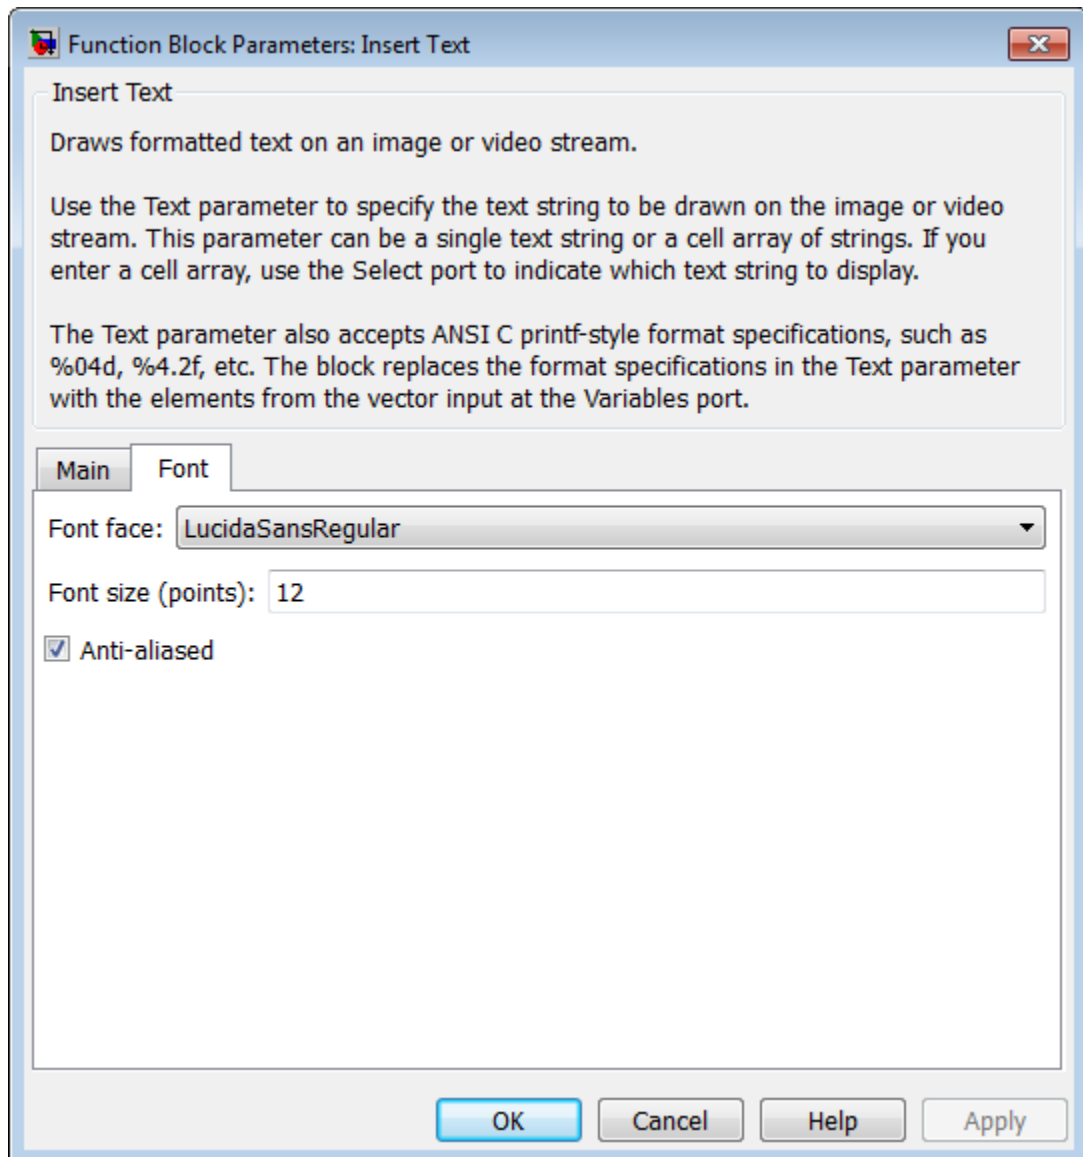 Function Block Parameters: Insert Text
Insert Text
Draws formatted text on an image or video stream.
Use the Text parameter to specify the text string to be drawn on the image or video
stream. This parameter can be a single text string or a cell array of strings. If you
enter a cell array, use the Select port to indicate which text string to display.
The Text parameter also accepts ANSI C printf-style format specifications, such as
%04d, %4.2f, etc. The block replaces the format specifications in the Text parameter
with the elements from the vector input at the Variables port.
Main Font
Font face: LucidaSansRegular
Font size (points): 12
Anti-aliased
OK Cancel Help Apply